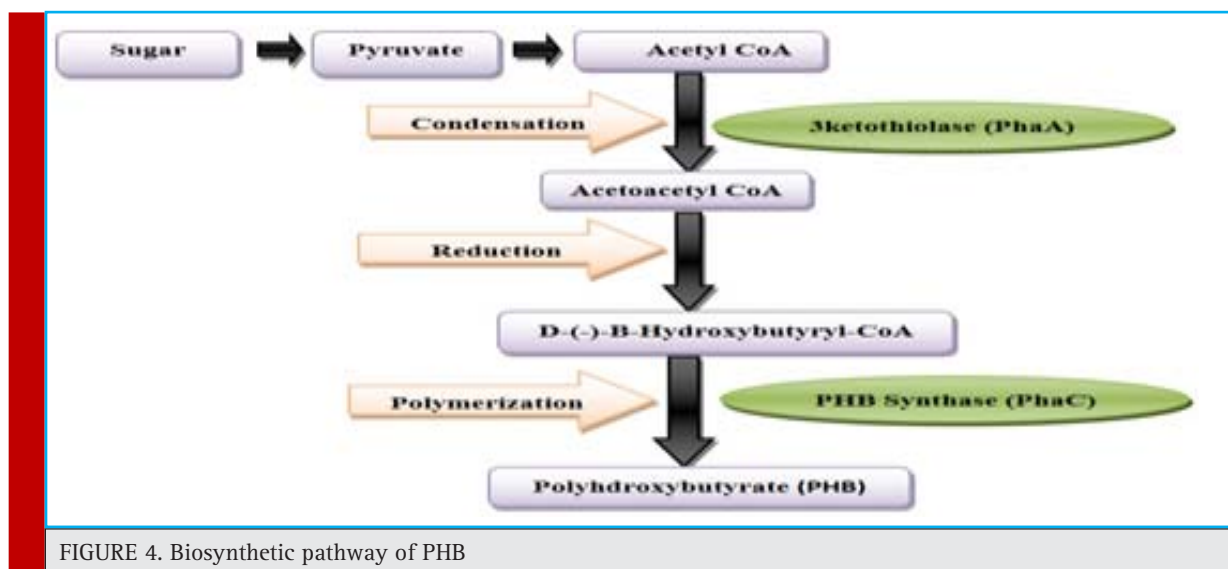 Sugar
Pyruvate
Acetyl CoA
Condensation
3ketothiolase (PhaA)
Acetoacetyl CoA
Reduction
D-(-)-B-Hydroxybutyryl-CoA
Polymerization
PHB Synthase (PhaC)
Polyhdroxybutyrate (PHB)
FIGURE 4. Biosynthetic pathway of PHB